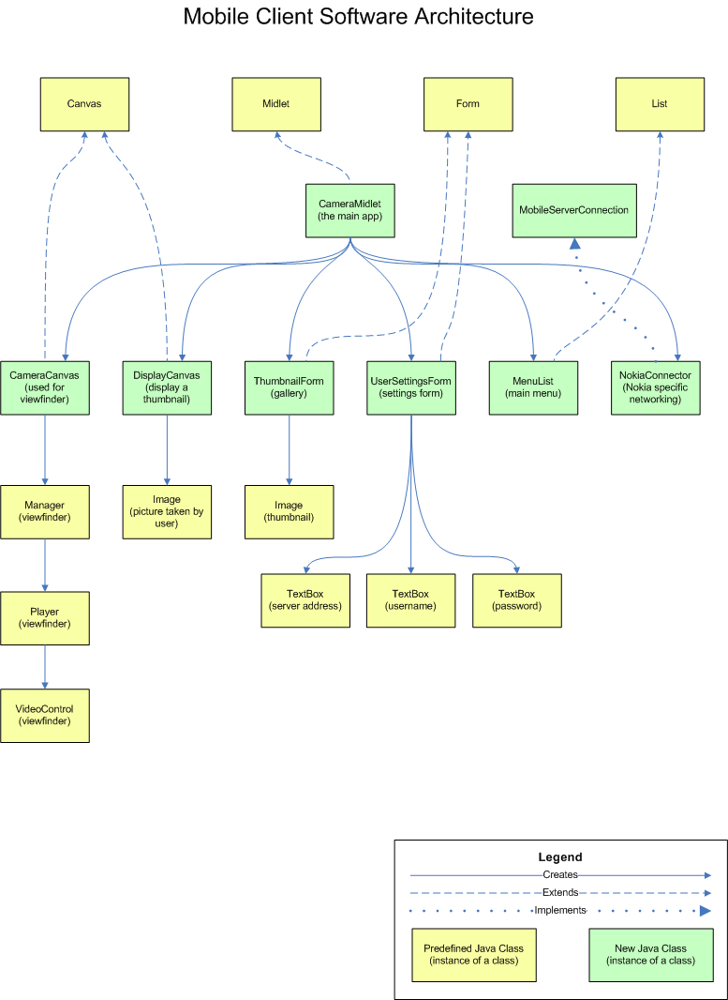 Mobile Client Software Architecture
Canvas
Midlet
Form
List
CameraMidlet
(the main app)
MobileServerConnection
CameraCanvas
(used for
viewfinder)
DisplayCanvas
(display a
thumbnail)
ThumbnailForm
(gallery)
UserSettingsForm
(settings form)
MenuList
(main menu)
NokiaConnector
(Nokia specific
networking)
Manager
(viewfinder)
Image
(picture taken by
user)
Image
(thumbnail)
TextBox
(server address)
TextBox
(username)
TextBox
(password)
Player
(viewfinder)
VideoControl
(viewfinder)
Legend
Creates
Extends
Implements
Predefined Java Class
(instance of a class)
New Java Class
(instance of a class)